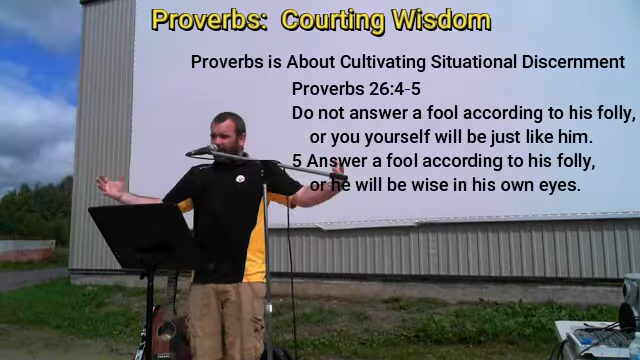 Proverbs: Courting Wisdom
Proverbs is About Cultivating Situational Discernment
Proverbs 26:4-5
Do not answer a fool according to his folly,
or you yourself will be just like him.
5 Answer a fool according to his folly,
or he will be wise in his own eyes.